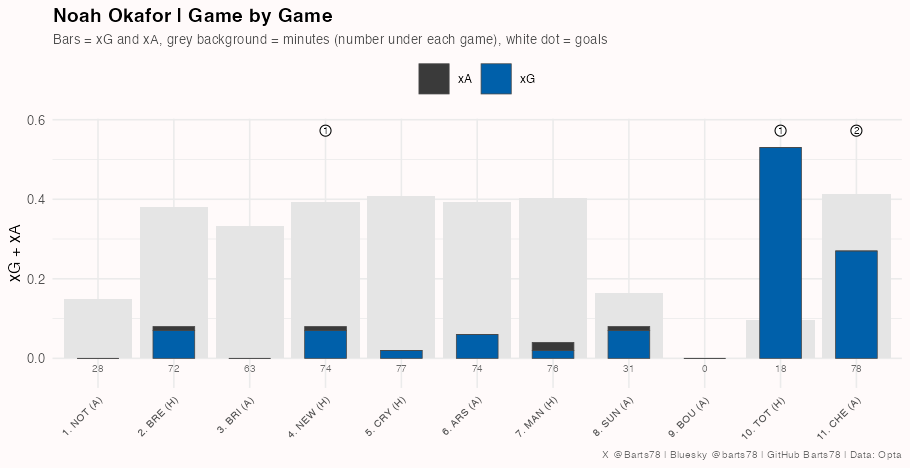 Noah Okafor | Game by Game
Bars = xG and xA, grey background = minutes (number under each game), white dot = goals
xA xG
xG + xA
0.6
0.4
0.2
0.0
1 1 2
28 72 63 74 77 74 76 31 0 18 78
1. NOT (A) 2. BRE (H) 3. BRI (A) 4. NEW (H) 5. CRY (H) 6. ARS (A) 7. MAN (H) 8. SUN (A) 9. BOU (A) 10. TOT (H) 11. CHE (A)
X @Barts78 | Bluesky @barts78 | GitHub Barts78 | Data: Opta